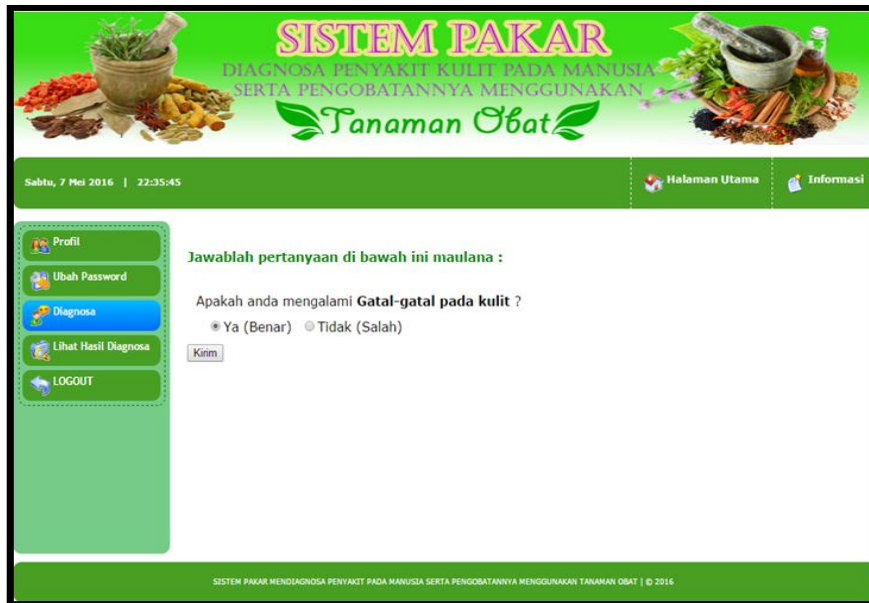 SISTEM PAKAR
DIAGNOSA PENYAKIT KULIT PADA MANUSIA
SERTA PENGOBATANNYA MENGGUNAKAN
Tanaman Obat
Sabtu, 7 Mei 2016 | 22:35:45
Halaman Utama
Informasi
Profil
Ubah Password
Diagnosa
Lihat Hasil Diagnosa
LOGOUT
Jawablah pertanyaan di bawah ini maulana :
Apakah anda mengalami Gatal-gatal pada kulit ?
Ya (Benar) Tidak (Salah)
Kirim
SISTEM PAKAR MENDIAGNOSA PENYAKIT PADA MANUSIA SERTA PENGOBATANNYA MENGGUNAKAN TANAMAN OBAT | © 2016